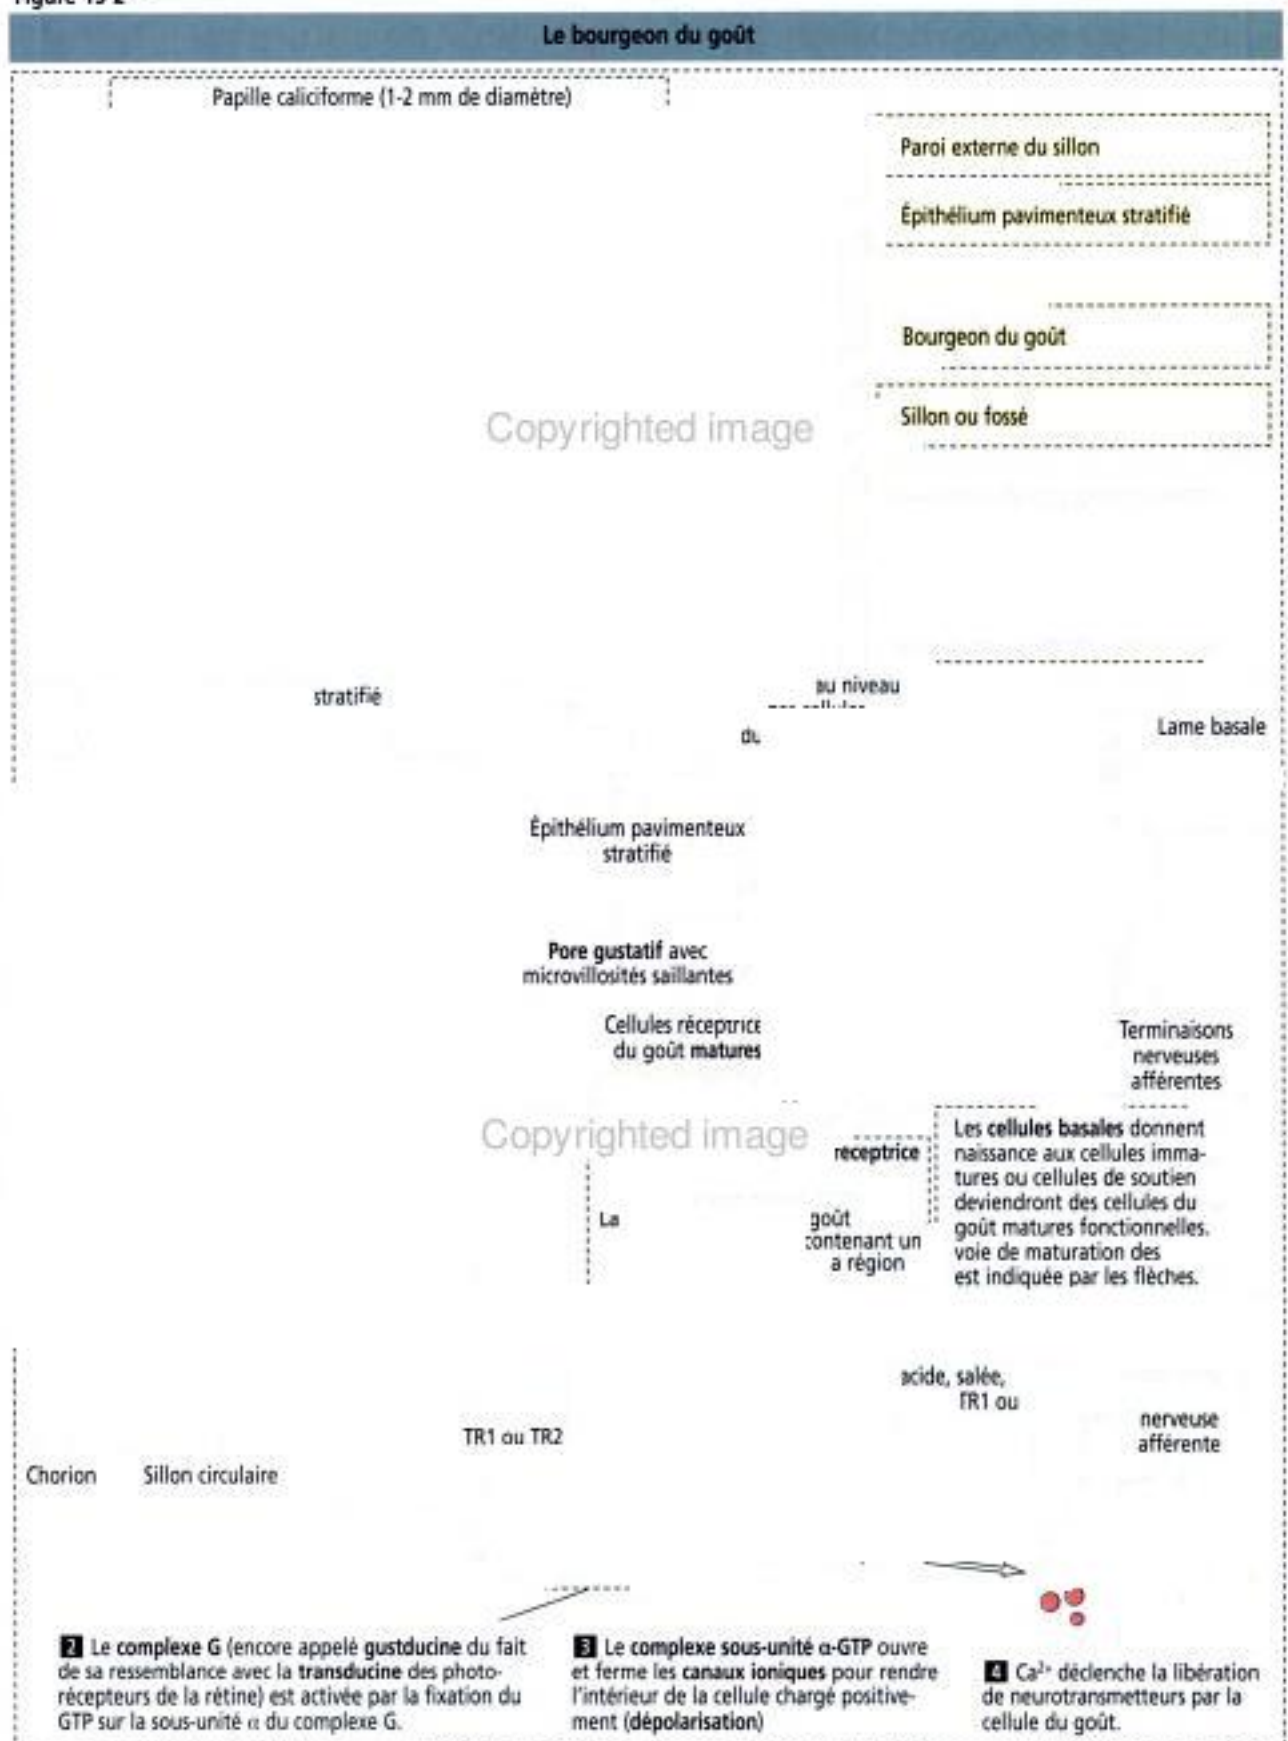 Le bourgeon du goût
Papille caliciforme (1-2 mm de diamètre)
Paroi externe du sillon
Épithélium pavimenteux stratifié
Bourgeon du goût
Sillon ou fossé
Copyrighted image
stratifié
au niveau
du
Lame basale
Épithélium pavimenteux
stratifié
Pore gustatif avec
microvillosités saillantes
Cellules réceptrice
du goût matures
Terminaisons
nerveuses
afférentes
Copyrighted image
réceptrice
La
goût
contenant un
a région
Les cellules basales donnent
naissance aux cellules imma-
tures ou cellules de soutien
deviendront des cellules du
goût matures fonctionnelles.
voie de maturation des
est indiquée par les flèches.
acide, salée,
TR1 ou
TR1 ou TR2
nerveuse
afférente
Chorion
Sillon circulaire
2 Le complexe G (encore appelé gustducine du fait
de sa ressemblance avec la transducine des photo-
récepteurs de la rétine) est activée par la fixation du
GTP sur la sous-unité α du complexe G.
3 Le complexe sous-unité α-GTP ouvre
et ferme les canaux ioniques pour rendre
l'intérieur de la cellule chargé positive-
ment (dépolarisation)
4 Ca²⁺ déclenche la libération
de neurotransmetteurs par la
cellule du goût.